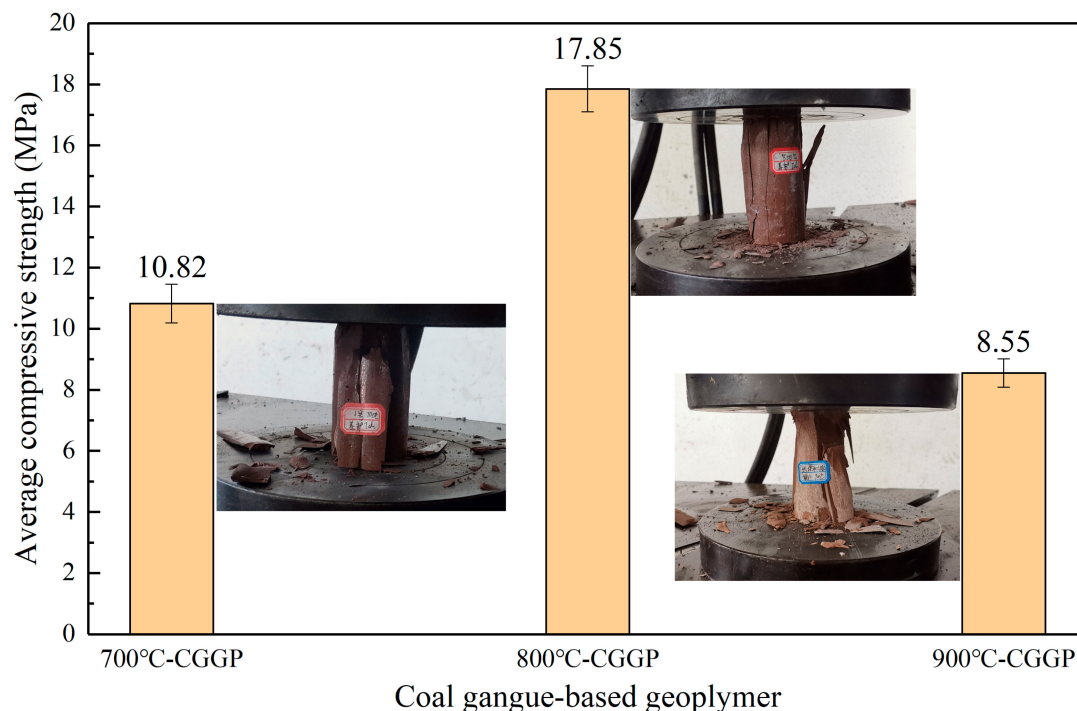 Average compressive strength (MPa)
20
18
16
14
12
10
8
6
4
2
0
10.82
17.85
8.55
700°C-CGGP
800°C-CGGP
900°C-CGGP
Coal gangue-based geoplymer